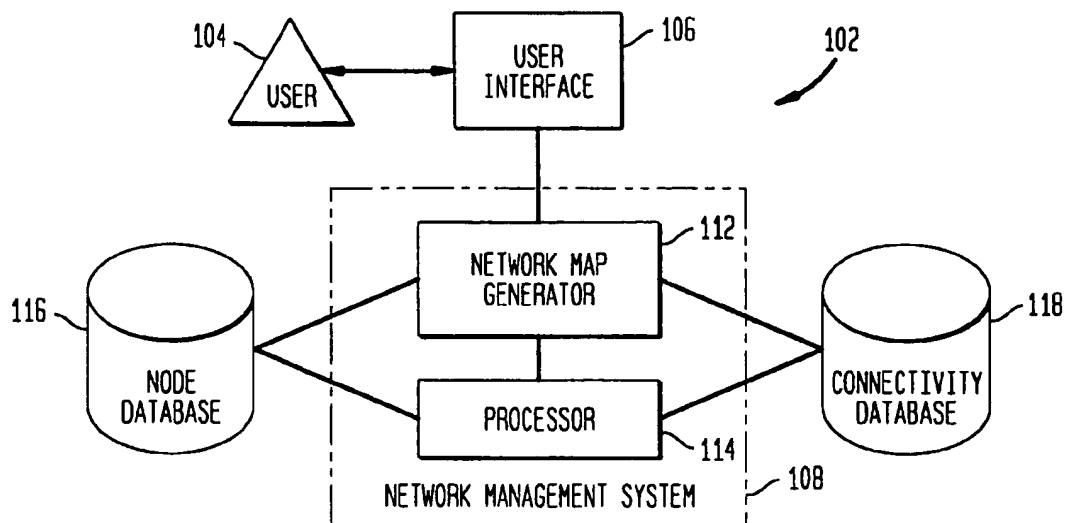 104
USER
USER
INTERFACE
106
102
NETWORK MAP
GENERATOR
112
116
NODE
DATABASE
PROCESSOR
114
118
CONNECTIVITY
DATABASE
NETWORK MANAGEMENT SYSTEM
108